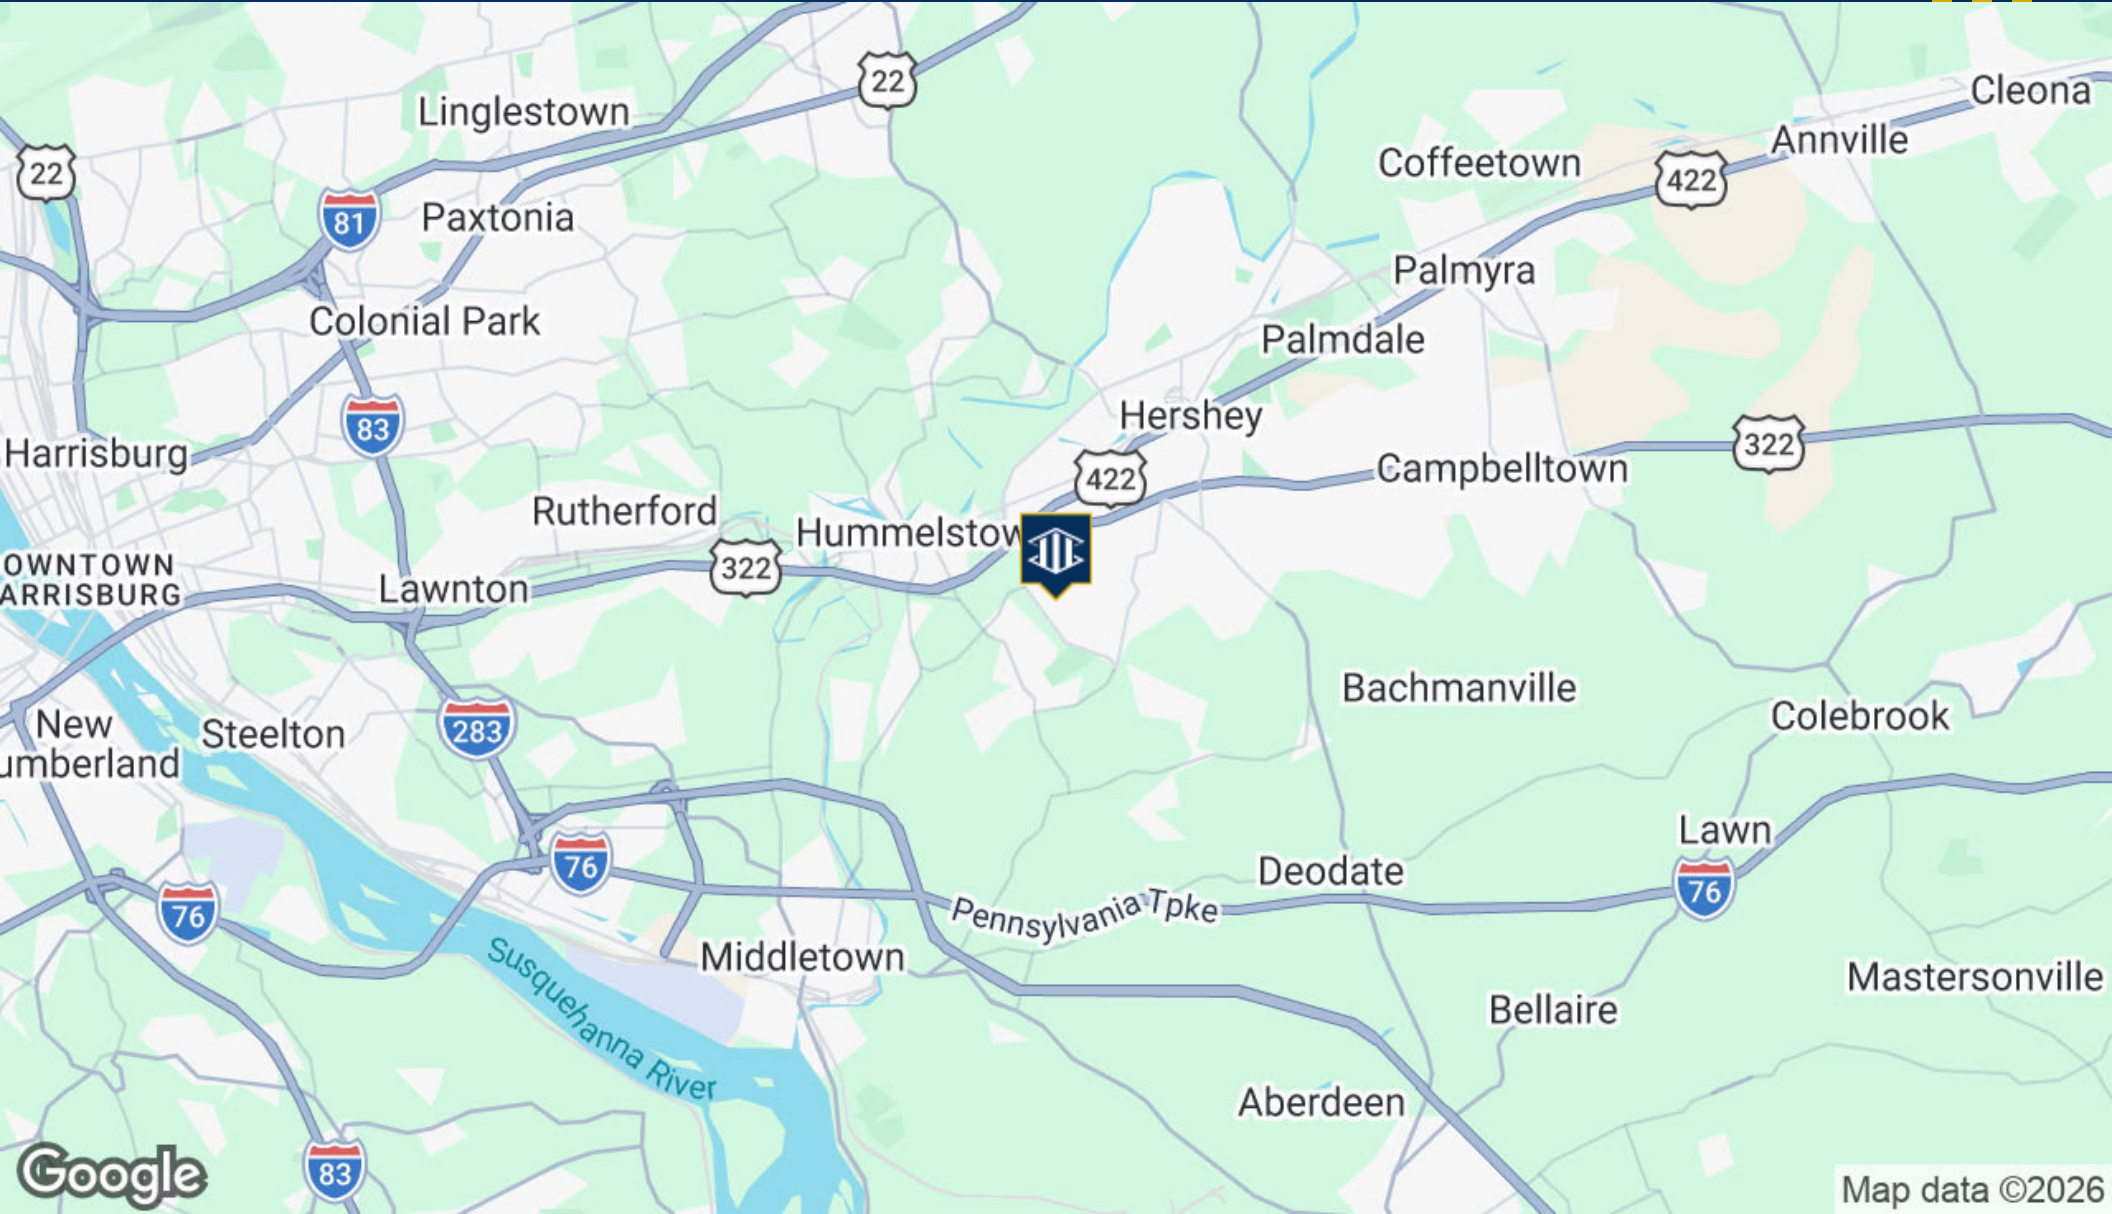 22
Cleona
Linglestown
Annville
Coffeetown
22
422
81
Paxtonia
Palmyra
Colonial Park
Palmdale
83
Hershey
322
Harrisburg
422
Campbelltown
Rutherford
Hummelstow
OWNTOWN
ARRISBURG
322
Lawnton
Bachmanville
New
umberland
Steelton
283
Colebrook
Lawn
76
Deodate
76
76
Pennsylvania Tpke
Middletown
Susquehanna River
Mastersonville
Bellaire
Aberdeen
Google
83
Map data ©2026